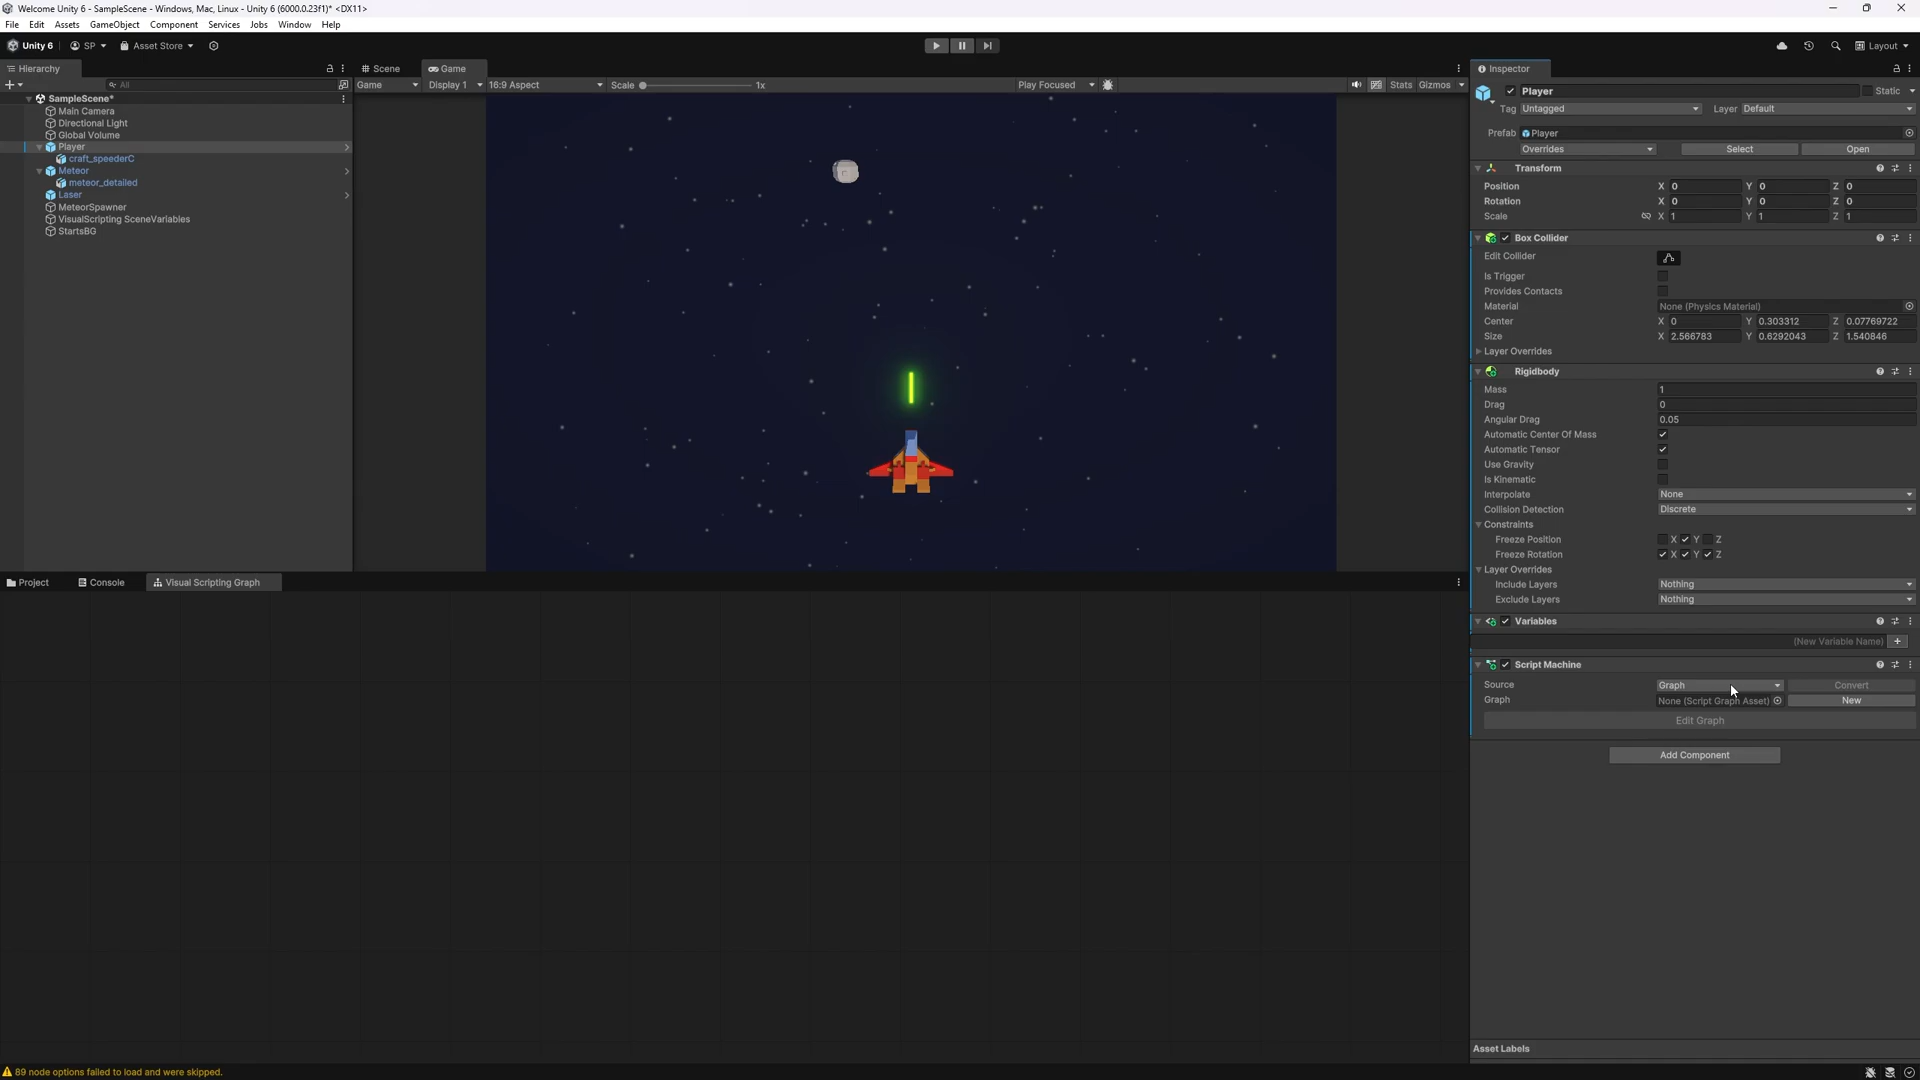 Welcome Unity 6 - SampleScene - Windows, Mac, Linux - Unity 6 (6000.0.23f1)* <DX11>
File Edit Assets GameObject Component Services Jobs Window Help
Unity 6 SP Asset Store Layout
Hierarchy Scene Game Inspector
All Game Display 1 16:9 Aspect Scale 1x Play Focused Stats Gizmos
Player Static
SampleScene*
Tag Untagged Layer Default
Main Camera
Directional Light
Global Volume
Prefab Player
Player
Overrides Select Open
craft_speederC
Meteor
Transform
meteor_detailed
Position X 0 Y 0 Z 0
Laser
Rotation X 0 Y 0 Z 0
MeteorSpawner
Scale X 1 Y 1 Z 1
VisualScripting SceneVariables
StartsBG
Box Collider
Edit Collider
Is Trigger
Provides Contacts
Material None (Physics Material)
Center X 0 Y 0.303312 Z 0.07769722
Size X 2.566783 Y 0.6292043 Z 1.540846
Layer Overrides
Rigidbody
Mass 1
Drag 0
Angular Drag 0.05
Automatic Center Of Mass
Automatic Tensor
Use Gravity
Is Kinematic
Interpolate None
Collision Detection Discrete
Constraints
Freeze Position X Y Z
Freeze Rotation X Y Z
Layer Overrides
Include Layers Nothing
Exclude Layers Nothing
Project Console Visual Scripting Graph
Variables
(New Variable Name)
Script Machine
Source Graph Convert
Graph None (Script Graph Asset) New
Edit Graph
Add Component
Asset Labels
89 node options failed to load and were skipped.